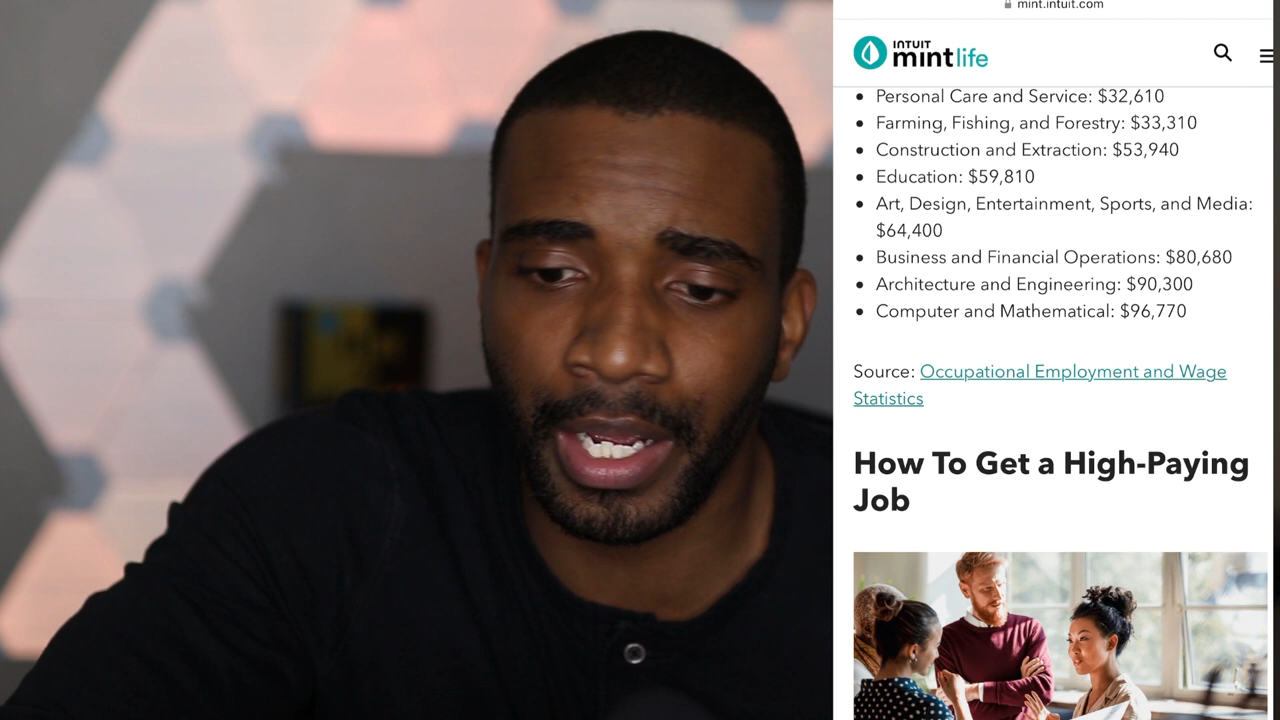 mint.intuit.com
INTUIT
mintlife
Personal Care and Service: $32,610
Farming, Fishing, and Forestry: $33,310
Construction and Extraction: $53,940
Education: $59,810
Art, Design, Entertainment, Sports, and Media:
$64,400
Business and Financial Operations: $80,680
Architecture and Engineering: $90,300
Computer and Mathematical: $96,770
Source: Occupational Employment and Wage
Statistics
How To Get a High-Paying
Job